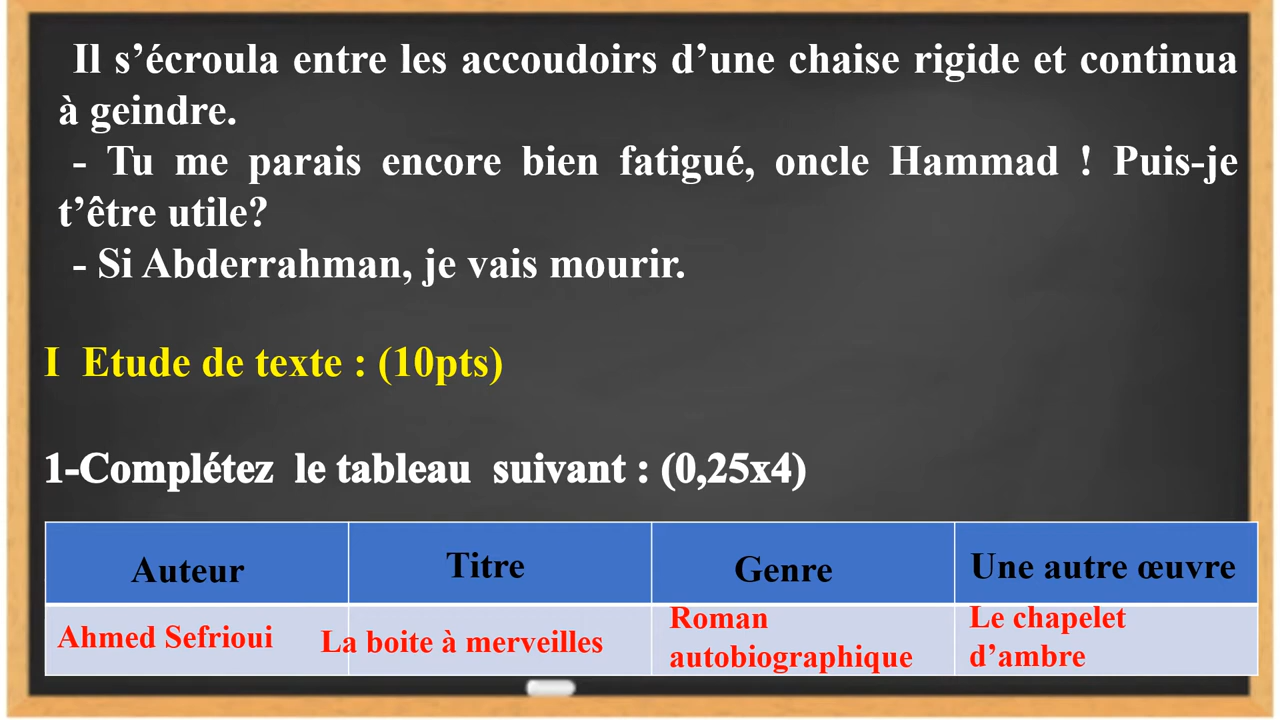 Il s’écroula entre les accoudoirs d’une chaise rigide et continua
à geindre.
- Tu me parais encore bien fatigué, oncle Hammad ! Puis-je
t’être utile?
- Si Abderrahman, je vais mourir.
I Etude de texte : (10pts)
1-Complétez le tableau suivant : (0,25x4)
Auteur Titre Genre Une autre œuvre
Ahmed Sefrioui La boite à merveilles Roman autobiographique Le chapelet d’ambre